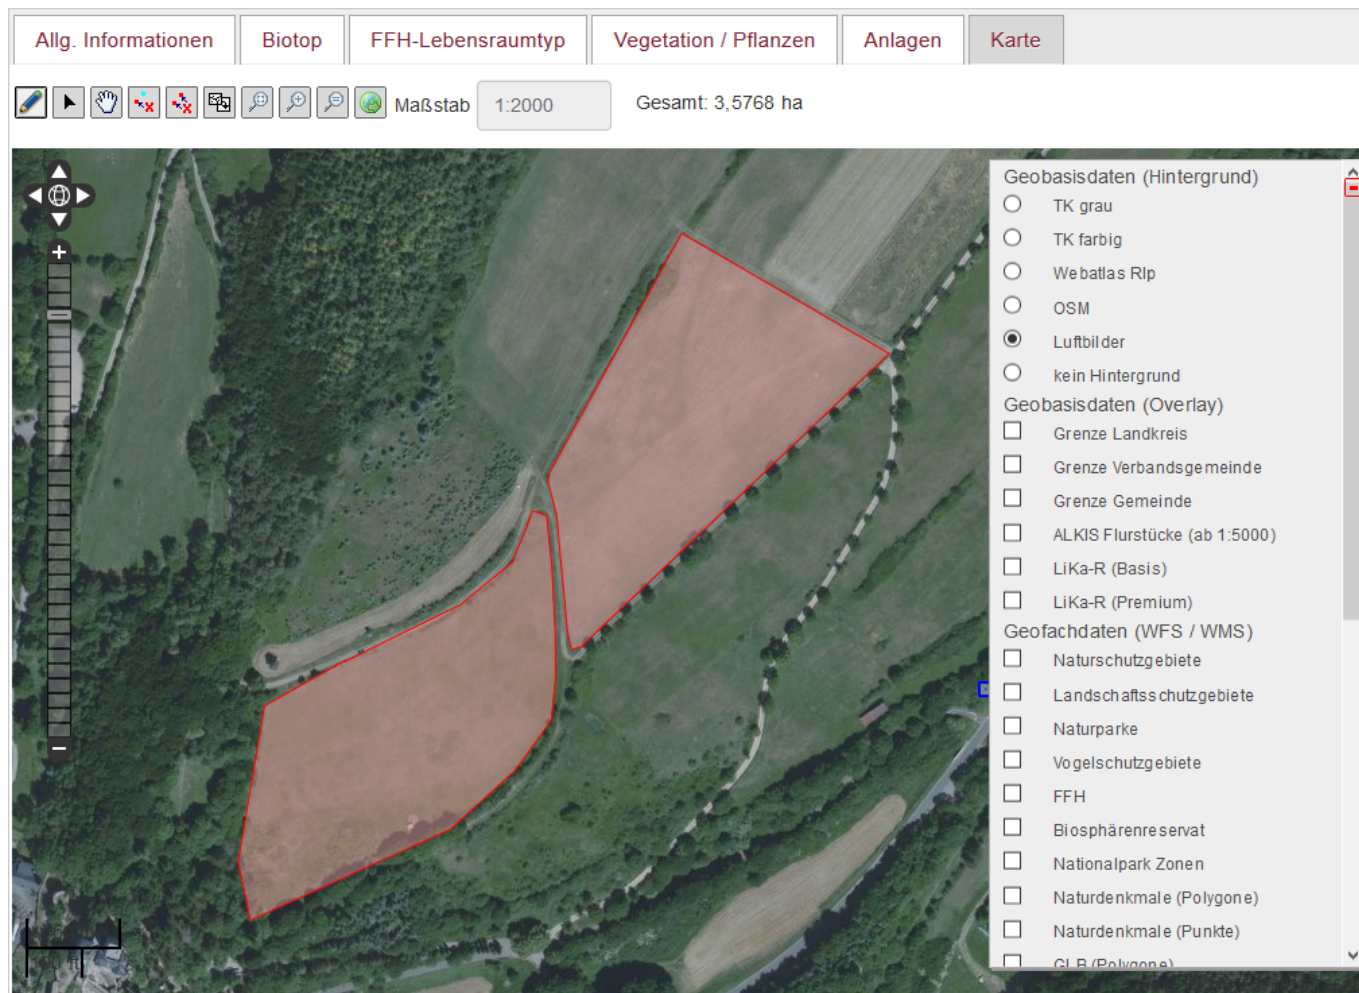 Allg. Informationen
Biotop
FFH-Lebensraumtyp
Vegetation / Pflanzen
Anlagen
Karte
Maßstab
1:2000
Gesamt: 3,5768 ha
Geobasisdaten (Hintergrund)
TK grau
TK farbig
Webatlas Rlp
OSM
Luftbilder
kein Hintergrund
Geobasisdaten (Overlay)
Grenze Landkreis
Grenze Verbandsgemeinde
Grenze Gemeinde
ALKIS Flurstücke (ab 1:5000)
LiKa-R (Basis)
LiKa-R (Premium)
Geofachdaten (WFS / WMS)
Naturschutzgebiete
Landschaftsschutzgebiete
Naturparke
Vogelschutzgebiete
FFH
Biosphärenreservat
Nationalpark Zonen
Naturdenkmale (Polygone)
Naturdenkmale (Punkte)
GLB (Polygone)